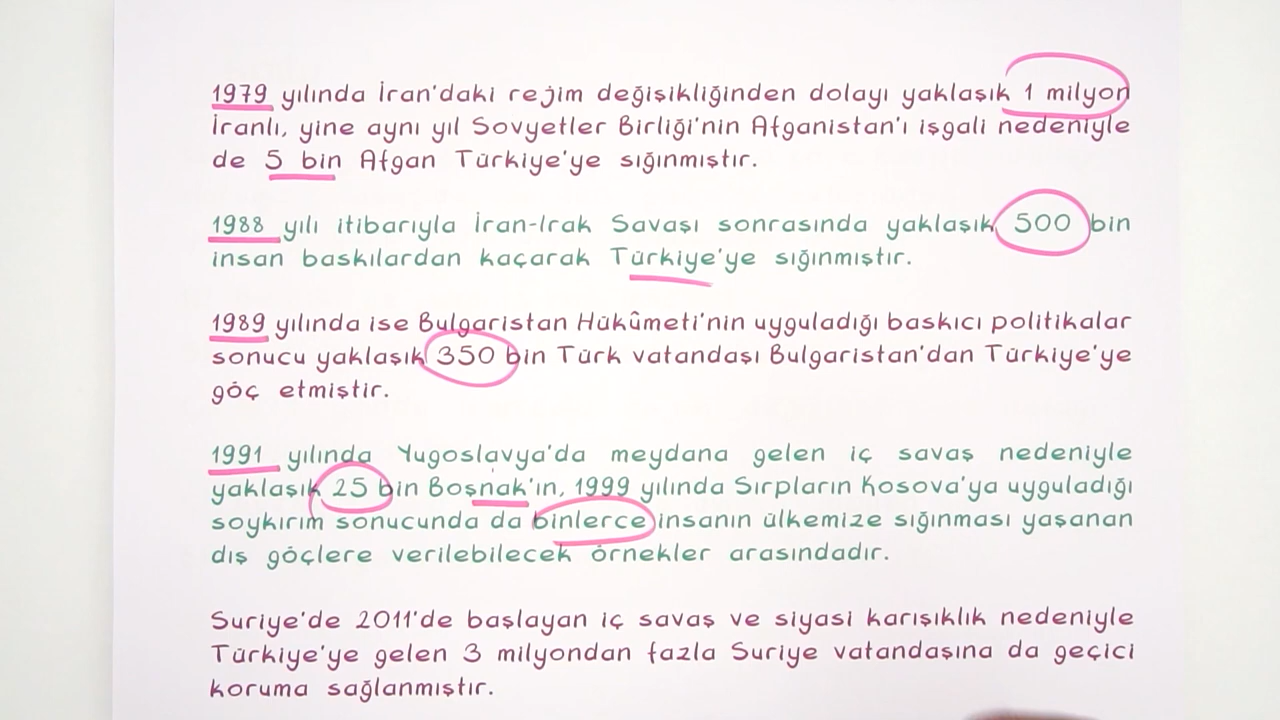 1979 yılında İran'daki rejim değişikliğinden dolayı yaklaşık 1 milyon
İranlı, yine aynı yıl Sovyetler Birliği'nin Afganistan'ı işgali nedeniyle
de 5 bin Afgan Türkiye'ye sığınmıştır.
1988 yılı itibarıyla İran-Irak Savaşı sonrasında yaklaşık 500 bin
insan baskılardan kaçarak Türkiye'ye sığınmıştır.
1989 yılında ise Bulgaristan Hükûmeti'nin uyguladığı baskıcı politikalar
sonucu yaklaşık 350 bin Türk vatandaşı Bulgaristan'dan Türkiye'ye
göç etmiştir.
1991 yılında Yugoslavya'da meydana gelen iç savaş nedeniyle
yaklaşık 25 bin Boşnak'ın, 1999 yılında Sırpların Kosova'ya uyguladığı
soykırım sonucunda da binlerce insanın ülkemize sığınması yaşanan
dış göçlere verilebilecek örnekler arasındadır.
Suriye'de 2011'de başlayan iç savaş ve siyasi karışıklık nedeniyle
Türkiye'ye gelen 3 milyondan fazla Suriye vatandaşına da geçici
koruma sağlanmıştır.